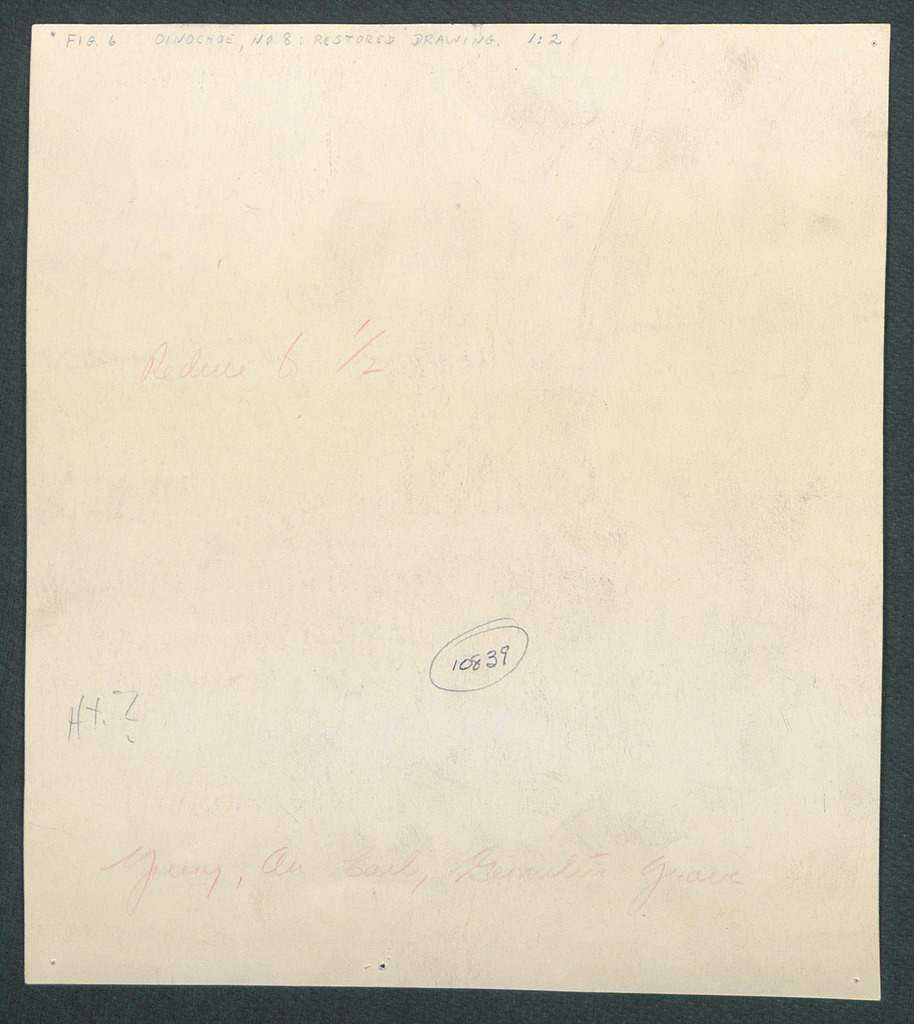 FIG. 6 OINOCHOE, NO 8: RESTORED DRAWING. 1:2
Reduce to 1/2
10839
Ht. ?
Young, An Early Geometric Grave